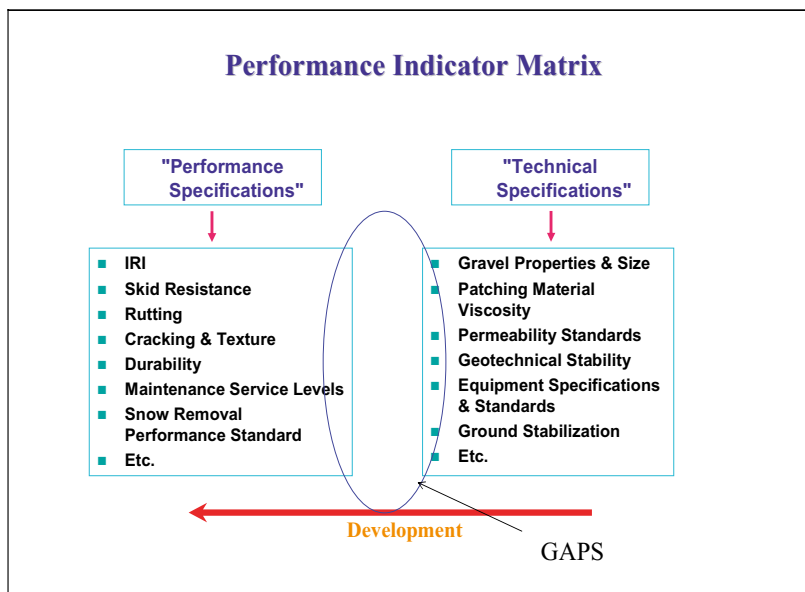 Performance Indicator Matrix
"Performance
Specifications"
"Technical
Specifications"
IRI
Skid Resistance
Rutting
Cracking & Texture
Durability
Maintenance Service Levels
Snow Removal
Performance Standard
Etc.
Gravel Properties & Size
Patching Material
Viscosity
Permeability Standards
Geotechnical Stability
Equipment Specifications
& Standards
Ground Stabilization
Etc.
Development
GAPS